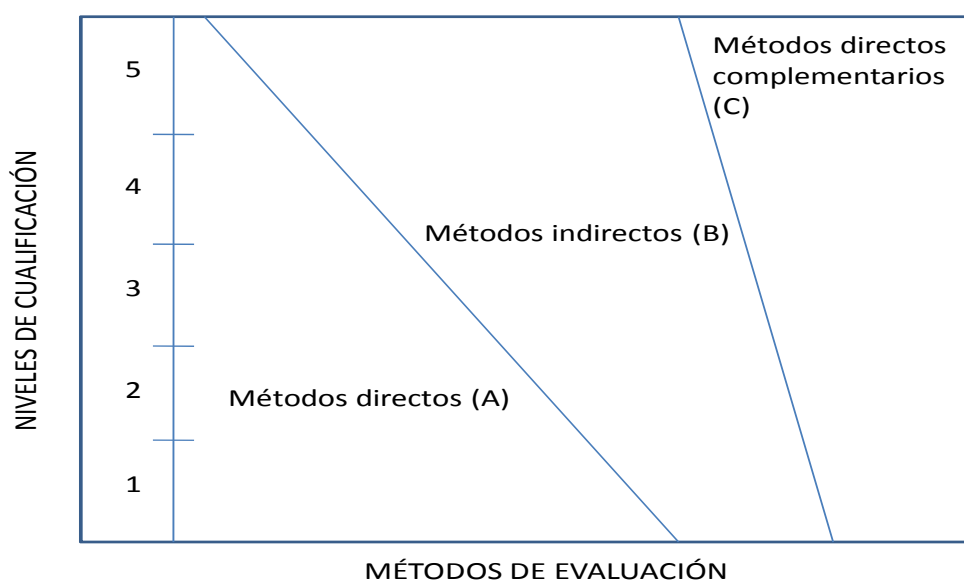 NIVELES DE CUALIFICACIÓN
5
4
3
2
1
Métodos directos (A)
Métodos indirectos (B)
Métodos directos
complementarios
(C)
MÉTODOS DE EVALUACIÓN